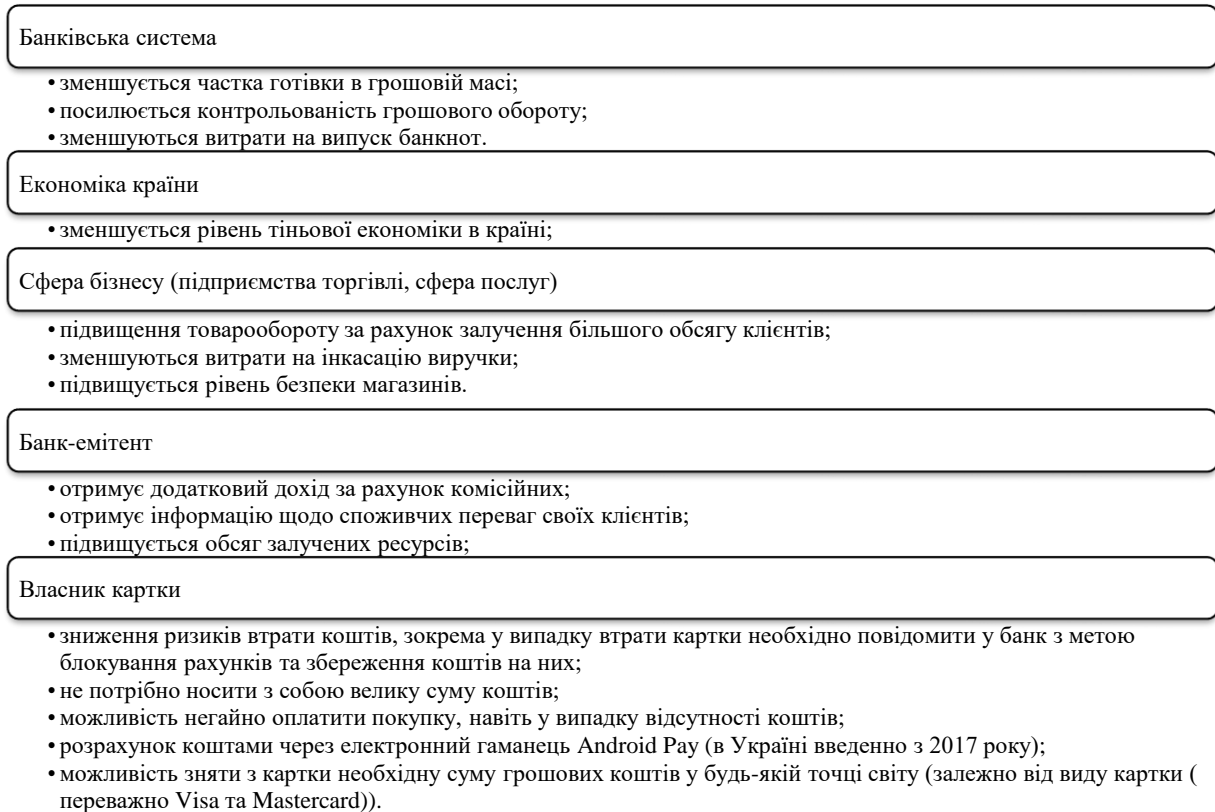 Банківська система
• зменшується частка готівки в грошовій масі;
• посилюється контрольованість грошового обороту;
• зменшуються витрати на випуск банкнот.
Економіка країни
• зменшується рівень тіньової економіки в країні;
Сфера бізнесу (підприємства торгівлі, сфера послуг)
• підвищення товарообороту за рахунок залучення більшого обсягу клієнтів;
• зменшуються витрати на інкасацію виручки;
• підвищується рівень безпеки магазинів.
Банк-емітент
• отримує додатковий дохід за рахунок комісійних;
• отримує інформацію щодо споживчих переваг своїх клієнтів;
• підвищується обсяг залучених ресурсів;
Власник картки
• зниження ризиків втрати коштів, зокрема у випадку втрати картки необхідно повідомити у банк з метою
блокування рахунків та збереження коштів на них;
• не потрібно носити з собою велику суму коштів;
• можливість негайно оплатити покупку, навіть у випадку відсутності коштів;
• розрахунок коштами через електронний гаманець Android Pay (в Україні введенно з 2017 року);
• можливість зняти з картки необхідну суму грошових коштів у будь-якій точці світу (залежно від виду картки (
переважно Visa та Mastercard)).